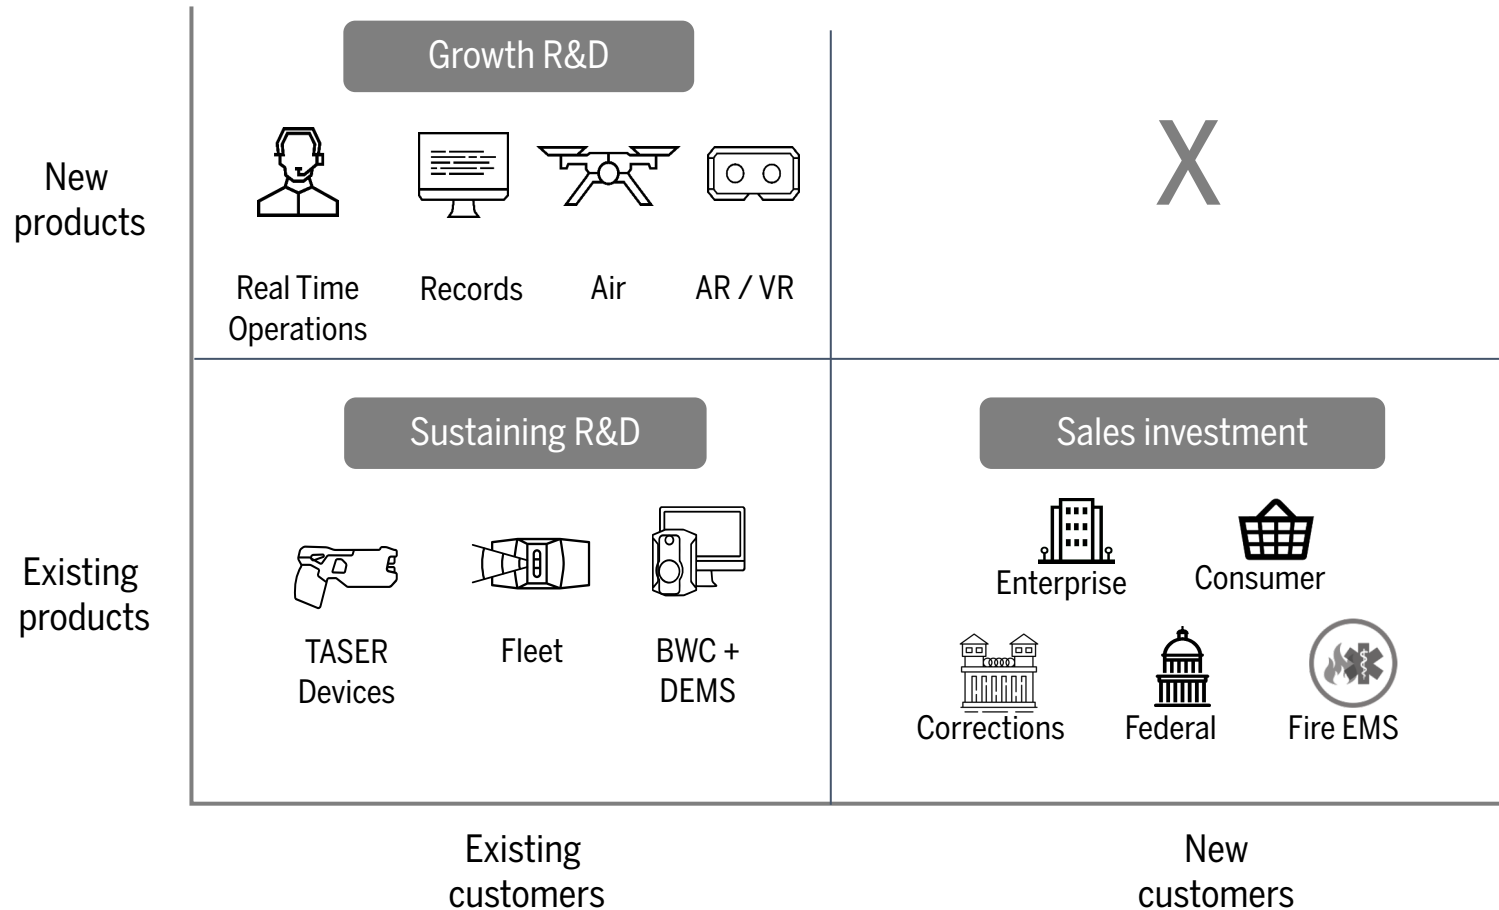 Growth R&D
X
New
products
Real Time
Operations
Records
Air
AR / VR
Sustaining R&D
Sales investment
Existing
products
Enterprise
Consumer
TASER
Devices
Fleet
BWC +
DEMS
Corrections
Federal
Fire EMS
Existing
customers
New
customers